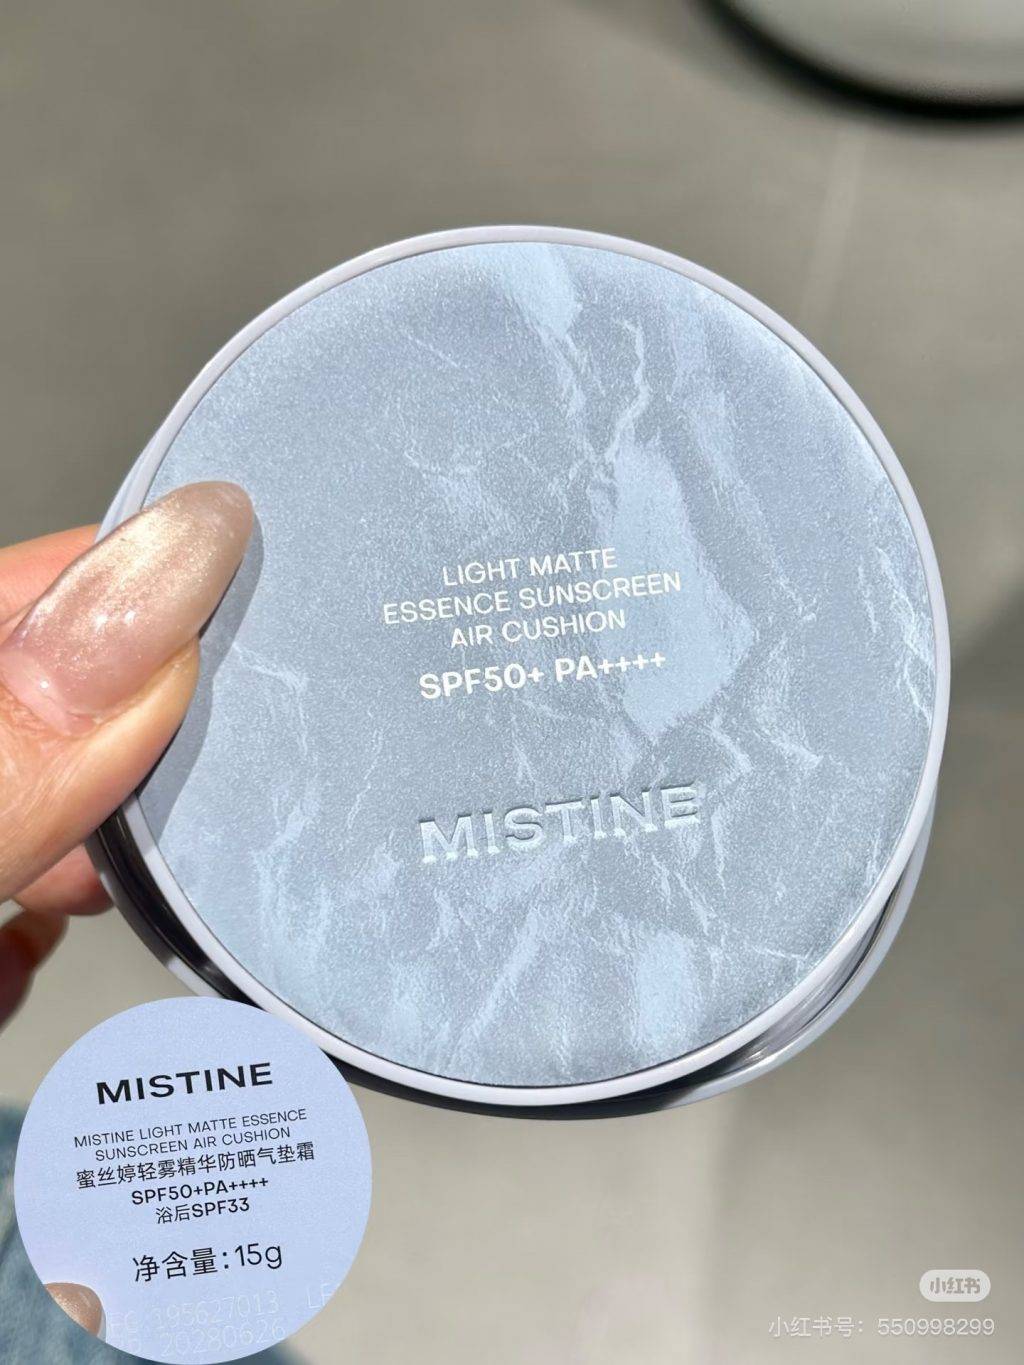 LIGHT MATTE
ESSENCE SUNSCREEN
AIR CUSHION
SPF50+ PA++++
MISTINE
MISTINE
MISTINE LIGHT MATTE ESSENCE
SUNSCREEN AIR CUSHION
蜜丝婷轻雾精华防晒气垫霜
SPF50+PA++++
浴后SPF33
净含量:15g
195627013
20280626
小红书
小红书号：550998299